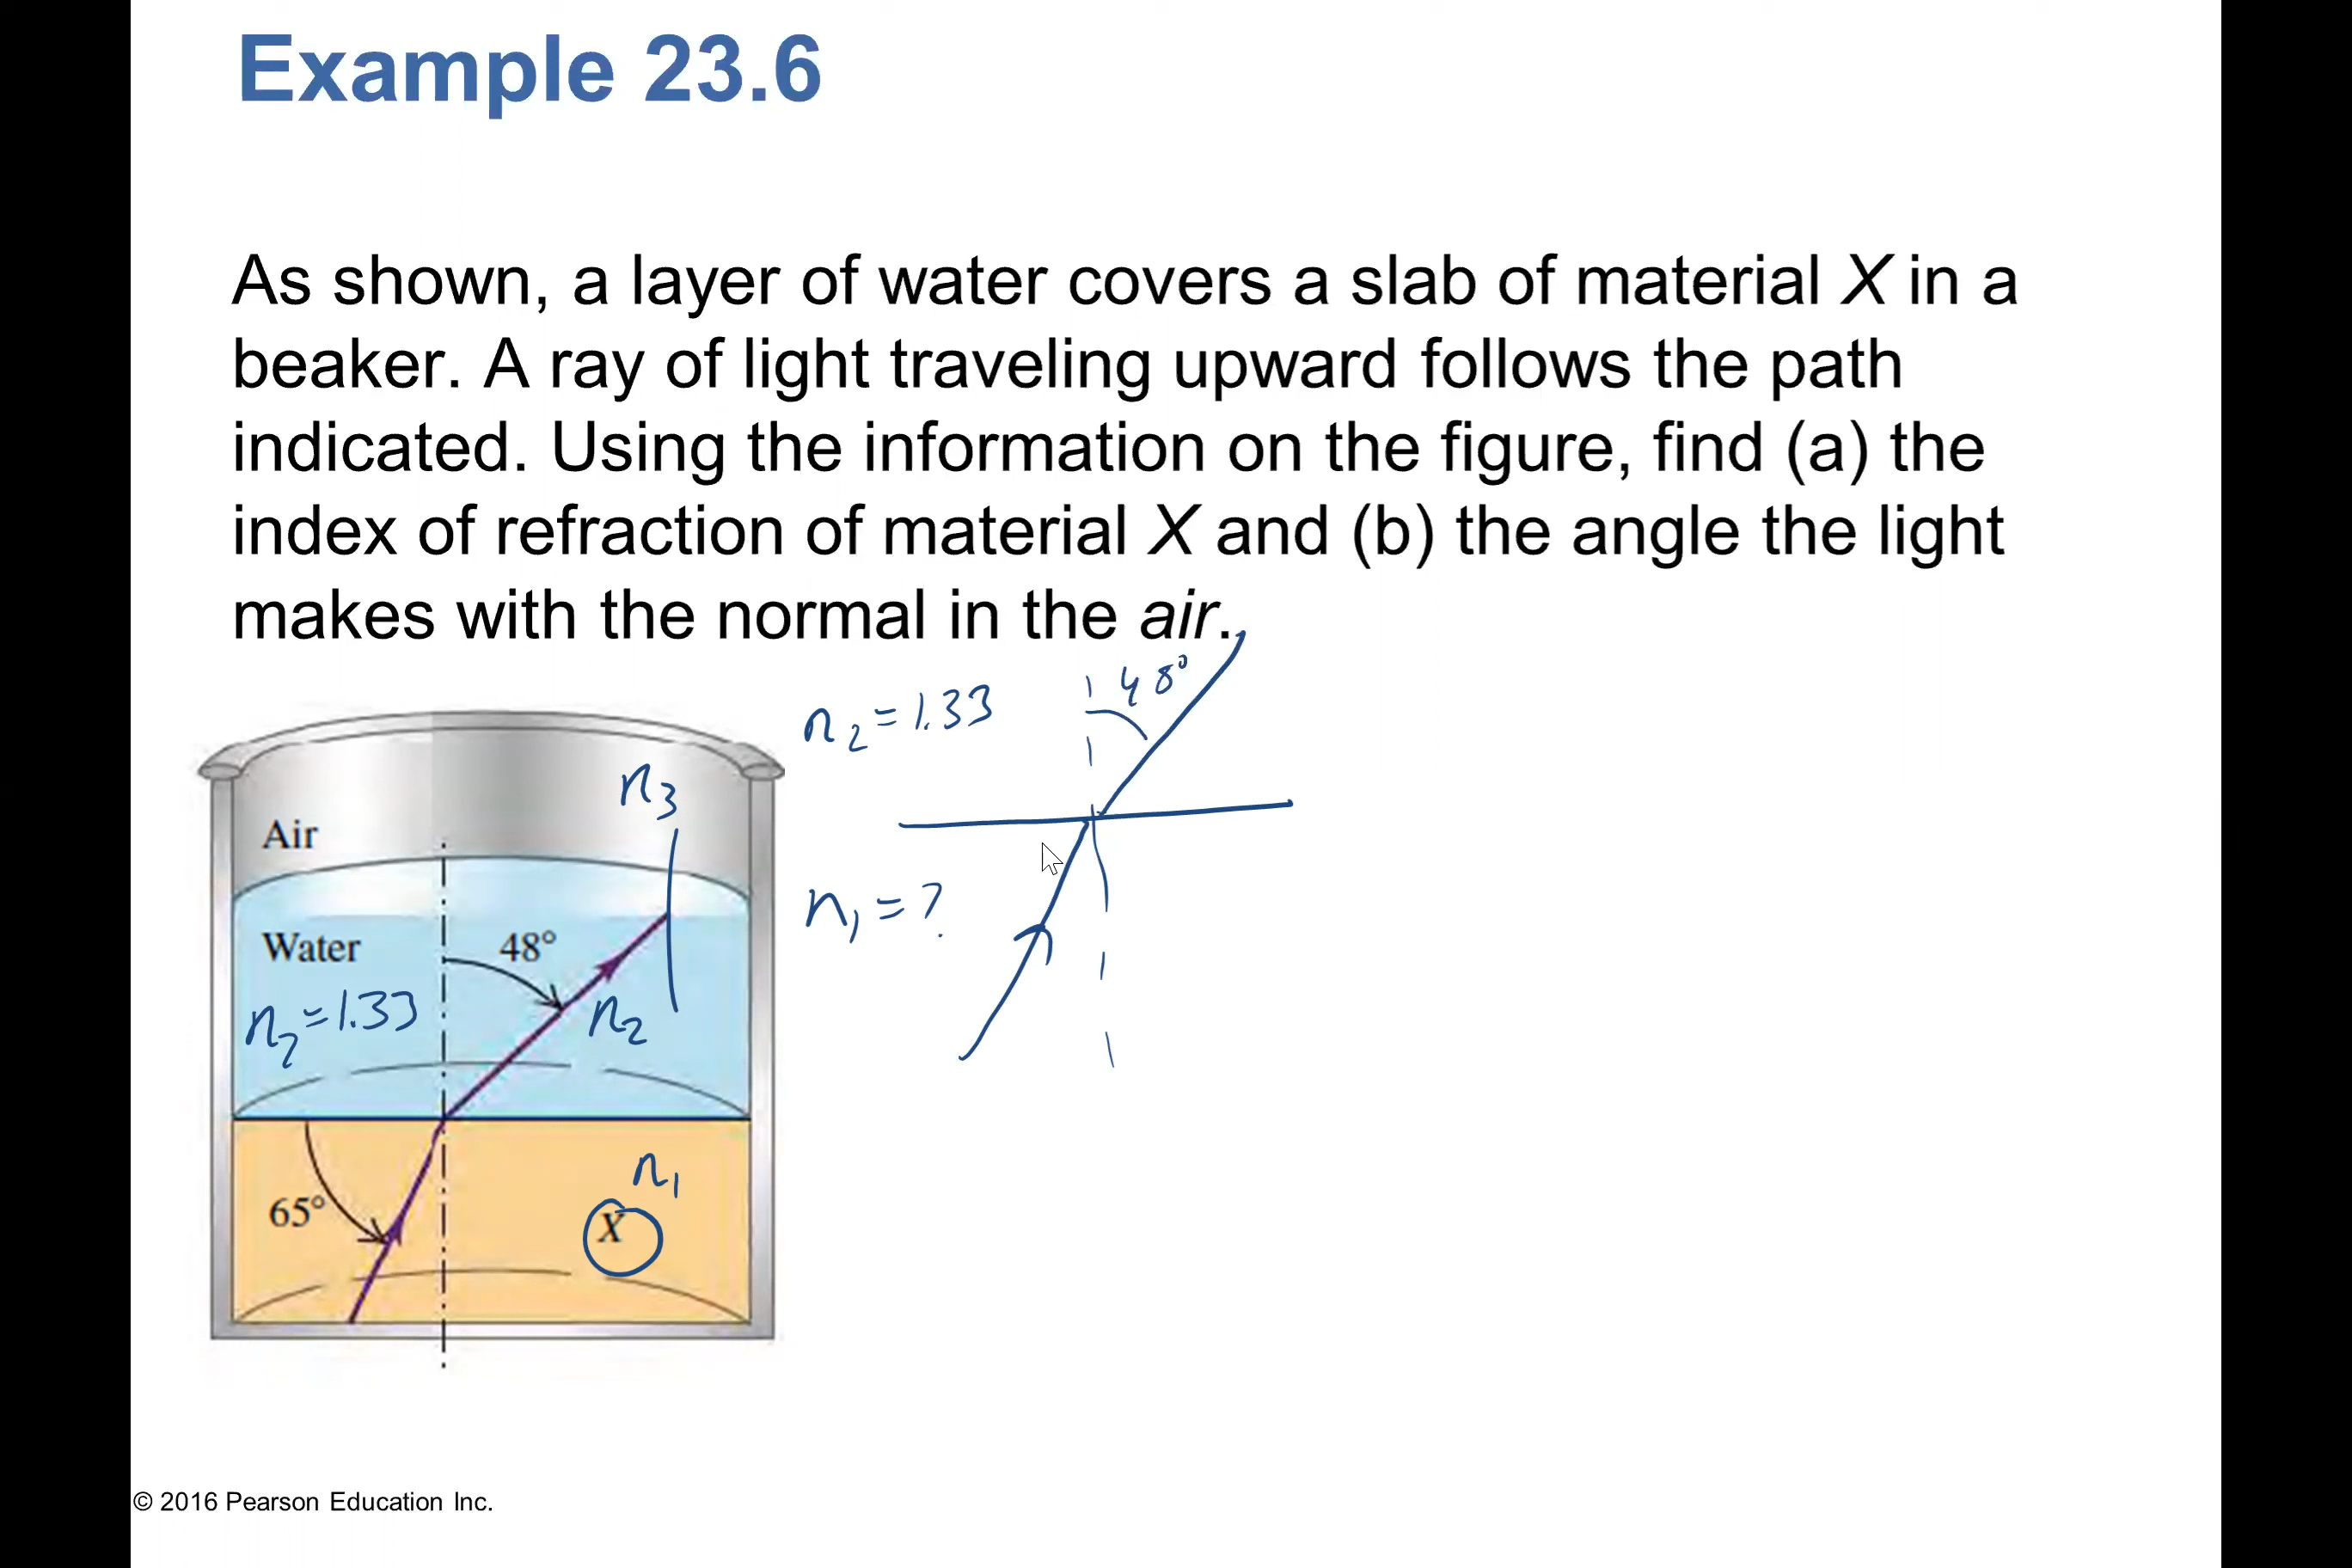 Example 23.6
As shown, a layer of water covers a slab of material X in a
beaker. A ray of light traveling upward follows the path
indicated. Using the information on the figure, find (a) the
index of refraction of material X and (b) the angle the light
makes with the normal in the air.
n₂ = 1.33
48°
n₃
Air
n₁ = ?
Water
48°
n₂ = 1.33
n₂
n₁
65°
X
© 2016 Pearson Education Inc.